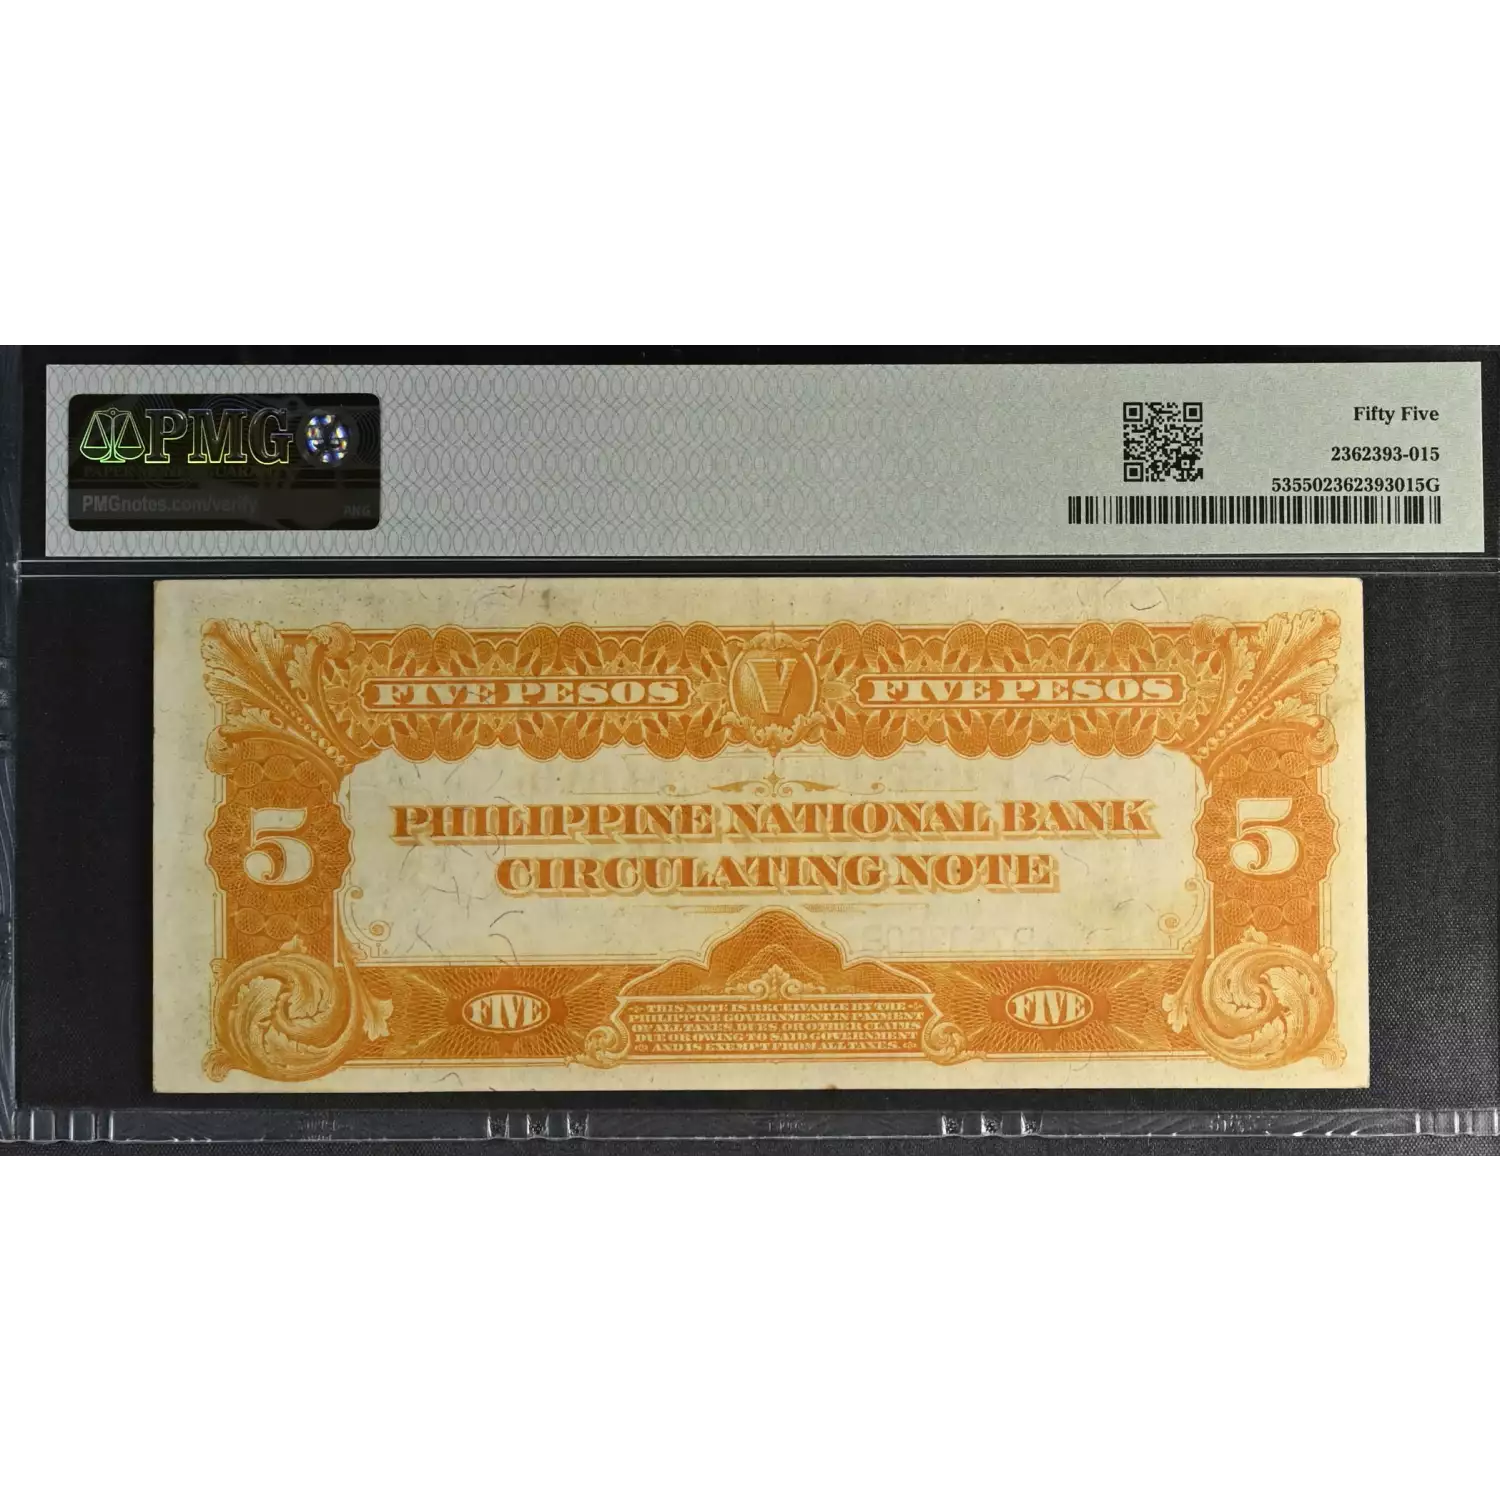 PMG
PMGnotes.com/verify
PNG
Fifty Five
2362393-015
535502362393015G
FIVE PESOS
V
FIVE PESOS
5
5
PHILIPPINE NATIONAL BANK
CIRCULATING NOTE
FIVE
FIVE
THIS NOTE IS RECEIVABLE BY THE
PHILIPPINE GOVERNMENT IN PAYMENT
OF ALL TAXES, DUES OR OTHER CLAIMS
DUE OR OWING TO SAID GOVERNMENT
AND IS EXEMPT FROM ALL TAXES.